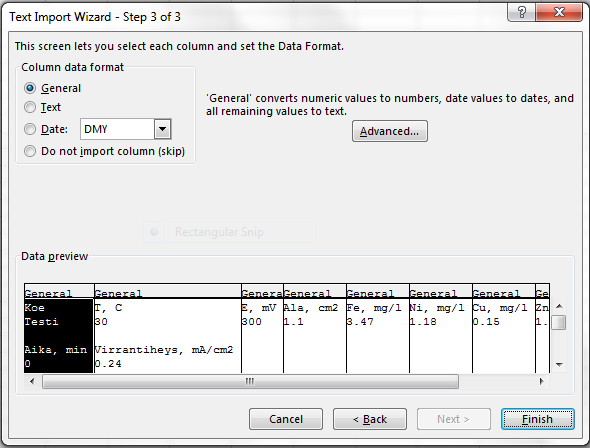 Text Import Wizard - Step 3 of 3
This screen lets you select each column and set the Data Format.
Column data format
General
Text
Date: DMY
Do not import column (skip)
'General' converts numeric values to numbers, date values to dates, and
all remaining values to text.
Advanced...
Rectangular Snip
Data preview
General General Genera General General General General Ge
Koe T, C E, mV Ala, cm2 Fe, mg/l Ni, mg/l Cu, mg/l Zn
Testi 30 300 1.1 3.47 1.18 0.15 1.
Aika, min Virrantiheys, mA/cm2
0 0.24
Cancel < Back Next > Finish